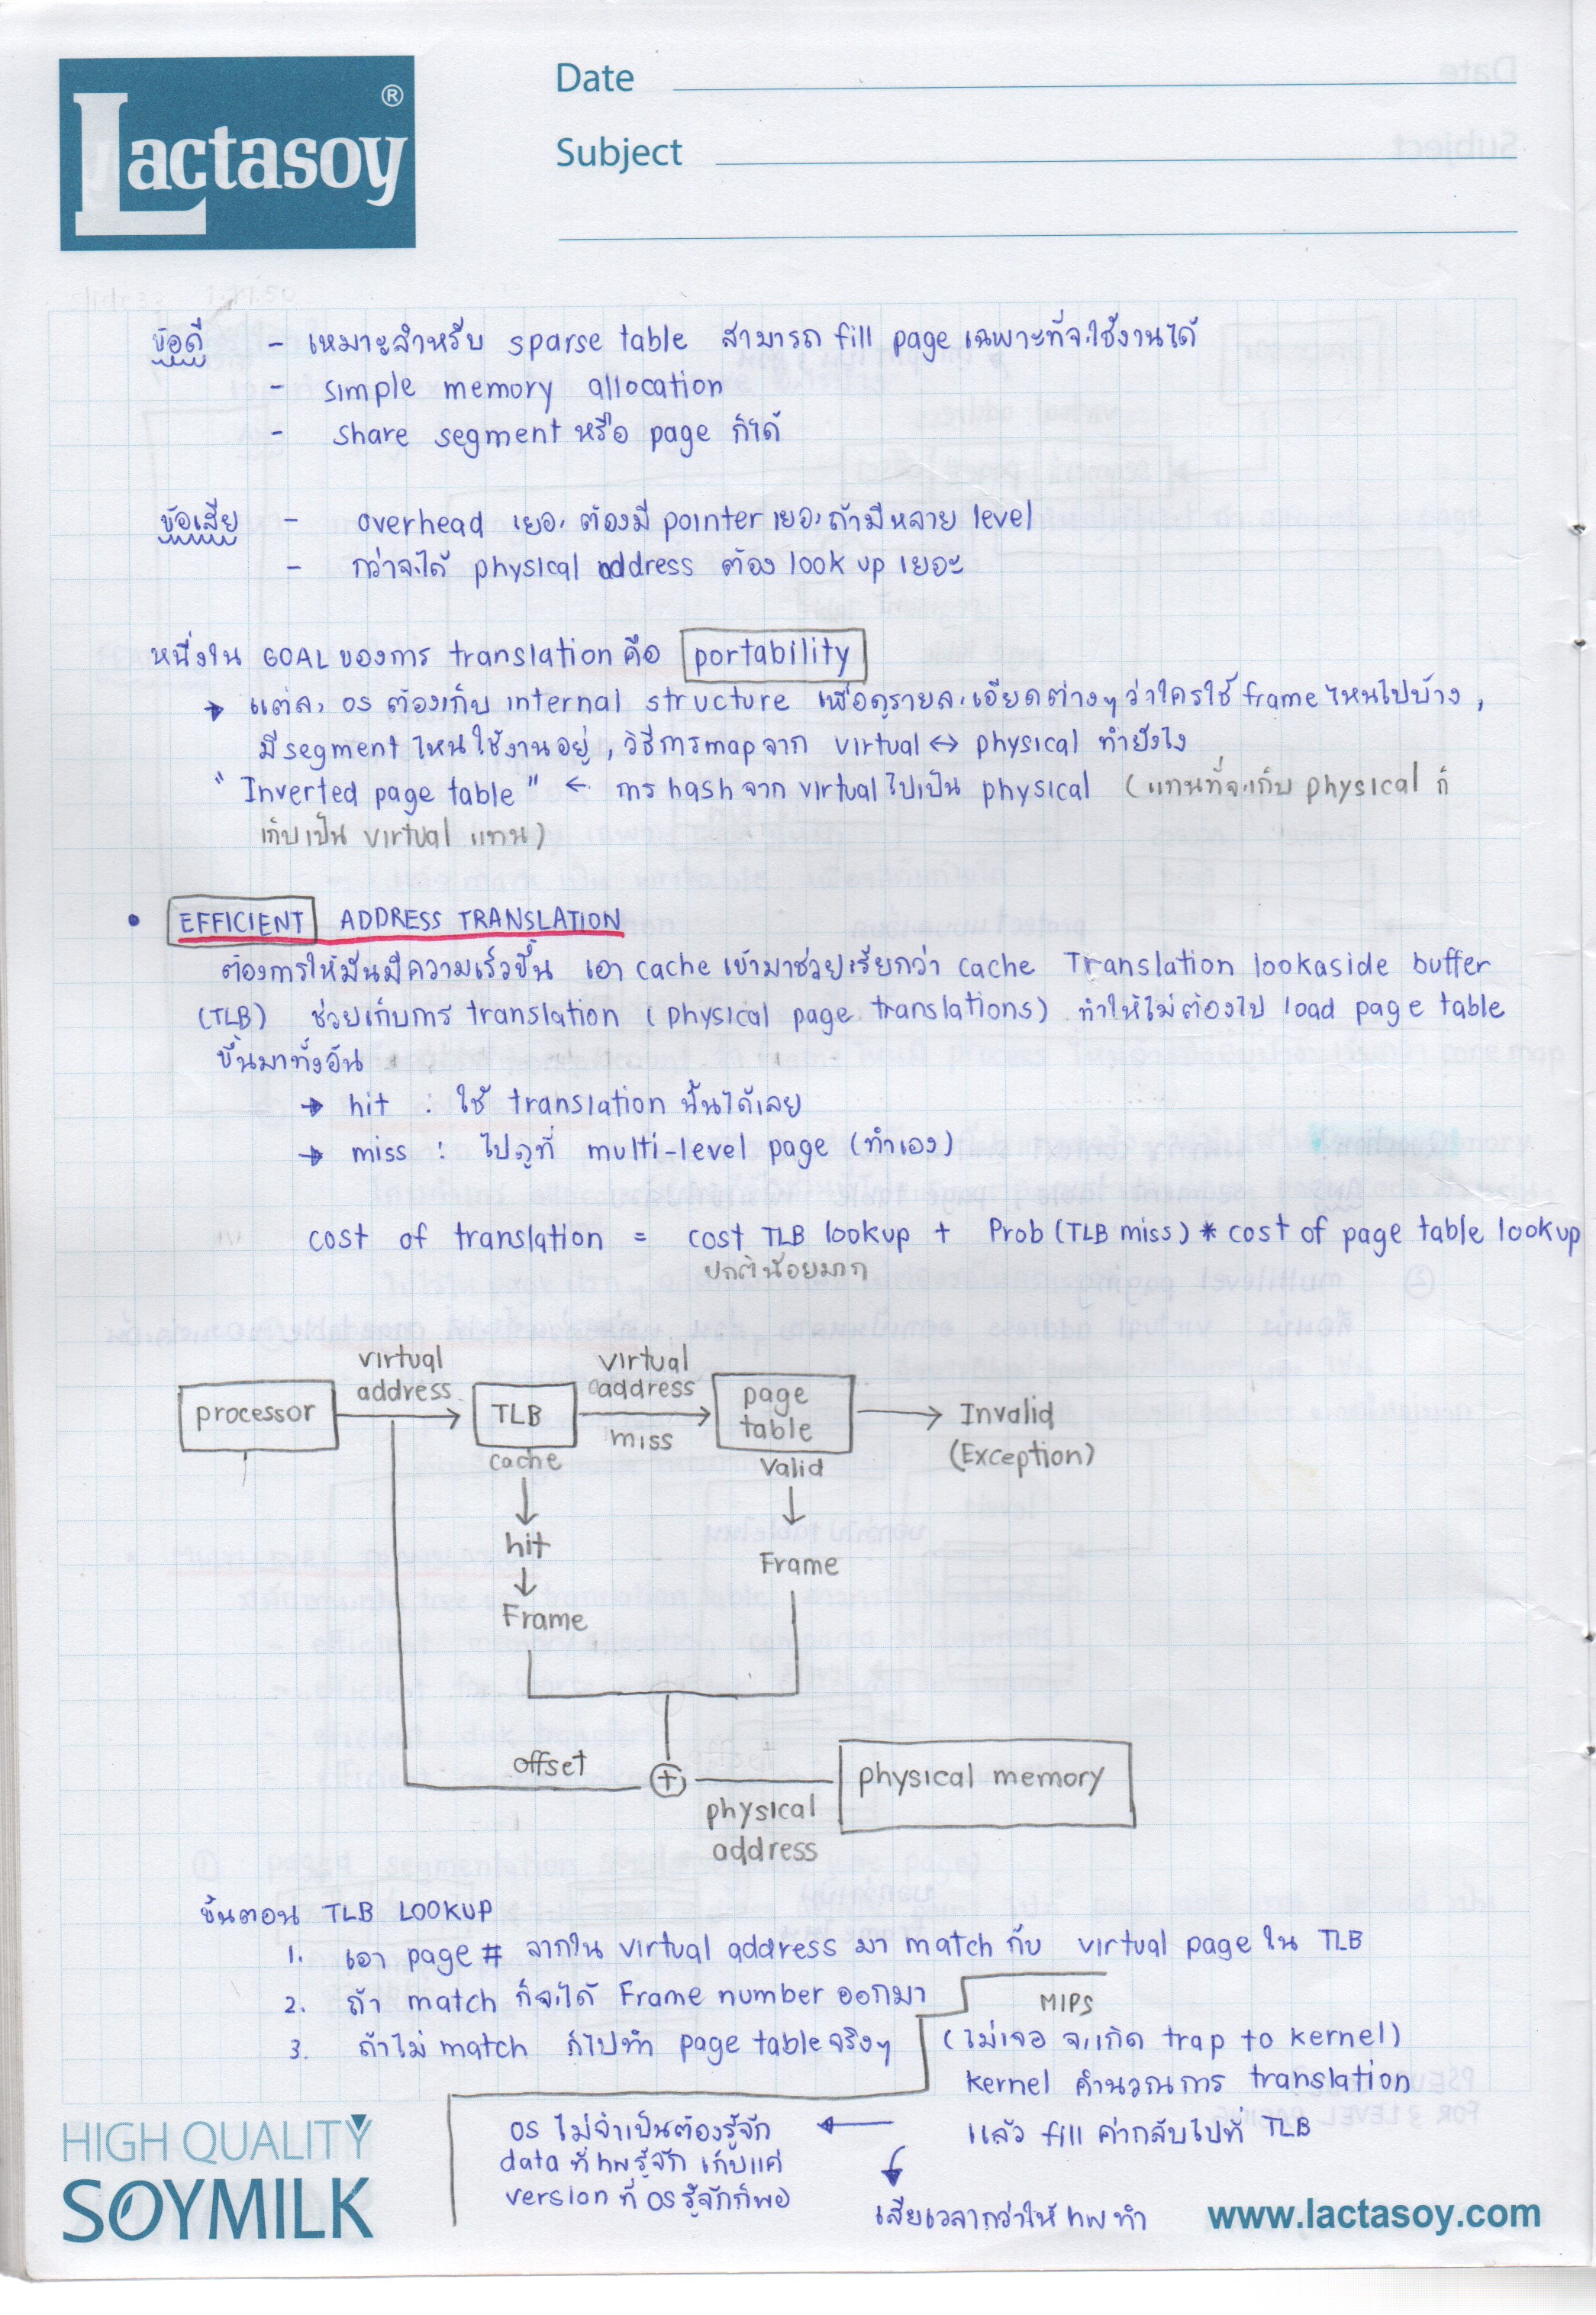 Lactasoy ®
Date
Subject
ข้อดี - เหมาะสำหรับ sparse table สามารถ fill page เฉพาะที่จะใช้งานได้
- simple memory allocation
- share segment หรือ page ก็ได้
ข้อเสีย - overhead เยอะ ต้องมี pointer เยอะถ้ามีหลาย level
- กว่าจะได้ physical address ต้อง look up เยอะ
หนึ่งใน GOAL ของการ translation คือ portability
→ แต่ละ OS ต้องเก็บ internal structure เพื่อดูรายละเอียดต่างๆ ว่าใครใช้ frame ไหนไปบ้าง,
มี segment ไหนใช้งานอยู่, วิธีการ map จาก virtual ↔ physical ทำยังไง
"Inverted page table" ← การ hash จาก virtual ไปเป็น physical (แทนที่จะเก็บ physical ก็
เก็บเป็น virtual แทน)
• EFFICIENT ADDRESS TRANSLATION
ต้องการให้มันมีความเร็วขึ้น เอา cache เข้ามาช่วยเรียกว่า cache Translation lookaside buffer
(TLB) ช่วยเก็บการ translation (physical page translations) ทำให้ไม่ต้องไป load page table
ขึ้นมาทั้งอัน
→ hit : ใช้ translation นั้นได้เลย
→ miss : ไปดูที่ multi-level page (ทำเอง)
cost of translation = cost TLB lookup + Prob (TLB miss) * cost of page table lookup
ปกติน้อยมาก
virtual address
virtual address
processor → TLB → page table → Invalid (Exception)
miss
cache
Valid
hit
Frame
Frame
offset
+
physical memory
physical address
ขั้นตอน TLB LOOKUP
1. เอา page # จากใน virtual address มา match กับ virtual page ใน TLB
2. ถ้า match ก็จะได้ Frame number ออกมา
MIPS
3. ถ้าไม่ match ก็ไปทำ page table จริงๆ (ไม่เจอ จะเกิด trap to kernel)
kernel คำนวณการ translation
แล้ว fill ค่ากลับไปที่ TLB
OS ไม่จำเป็นต้องรู้จัก ←
data ที่ hw รู้จัก เก็บแค่
version ที่ OS รู้จักก็พอ
เสียเวลากว่าให้ hw ทำ
HIGH QUALITY
SOYMILK
www.lactasoy.com